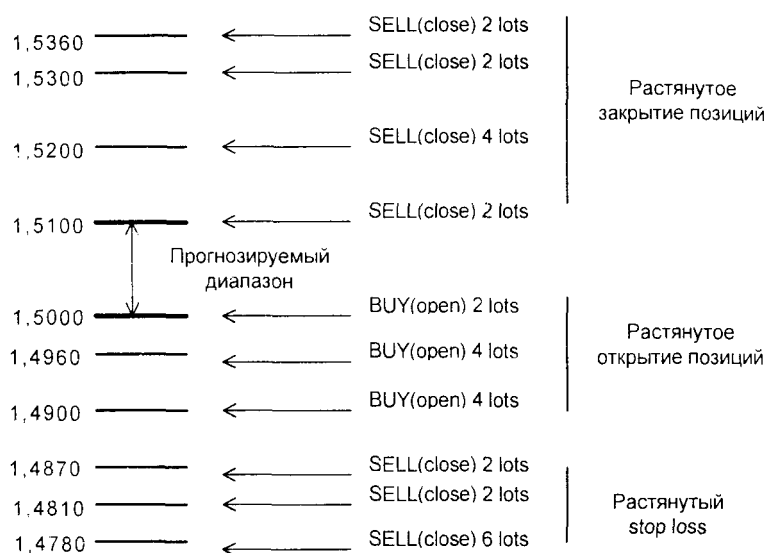 1,5360
SELL(close) 2 lots
1,5300
SELL(close) 2 lots
Растянутое
закрытие позиций
1,5200
SELL(close) 4 lots
1,5100
SELL(close) 2 lots
Прогнозируемый
диапазон
1,5000
BUY(open) 2 lots
1,4960
BUY(open) 4 lots
Растянутое
открытие позиций
1,4900
BUY(open) 4 lots
1,4870
SELL(close) 2 lots
1,4810
SELL(close) 2 lots
Растянутый
stop loss
1,4780
SELL(close) 6 lots